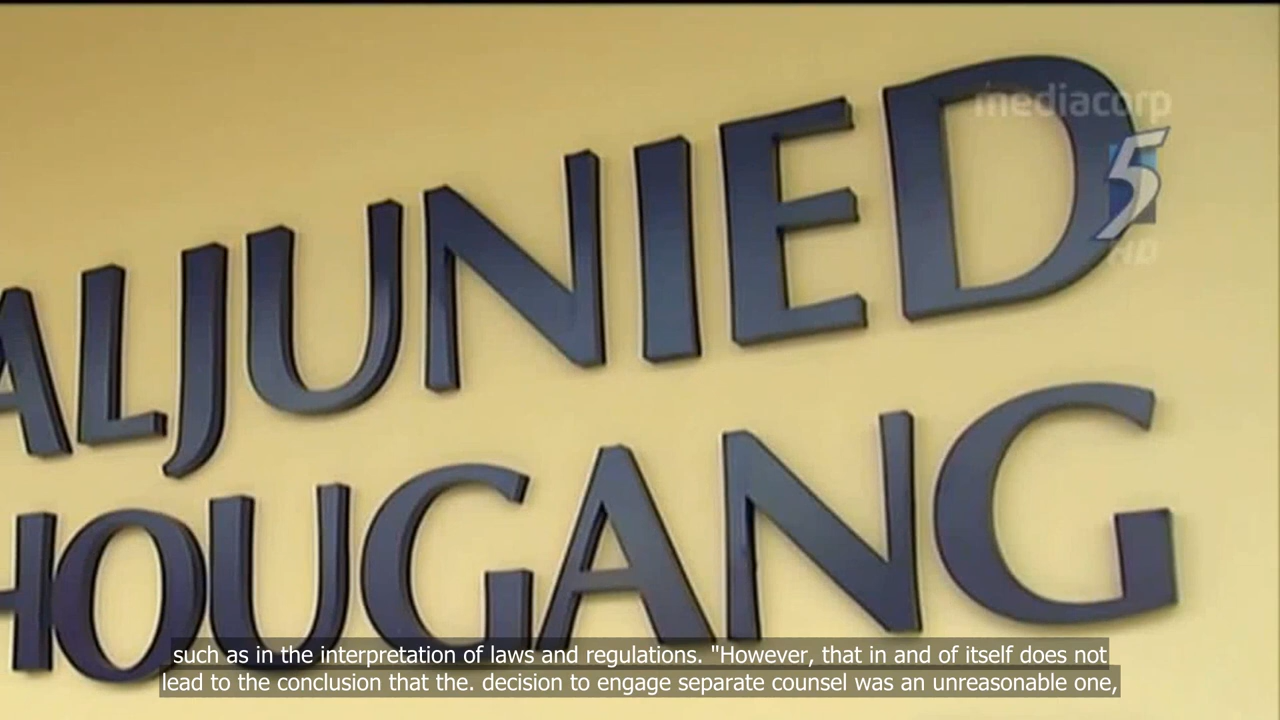 mediacorp
5
HD
ALJUNIED
HOUGANG
such as in the interpretation of laws and regulations. "However, that in and of itself does not
lead to the conclusion that the. decision to engage separate counsel was an unreasonable one,